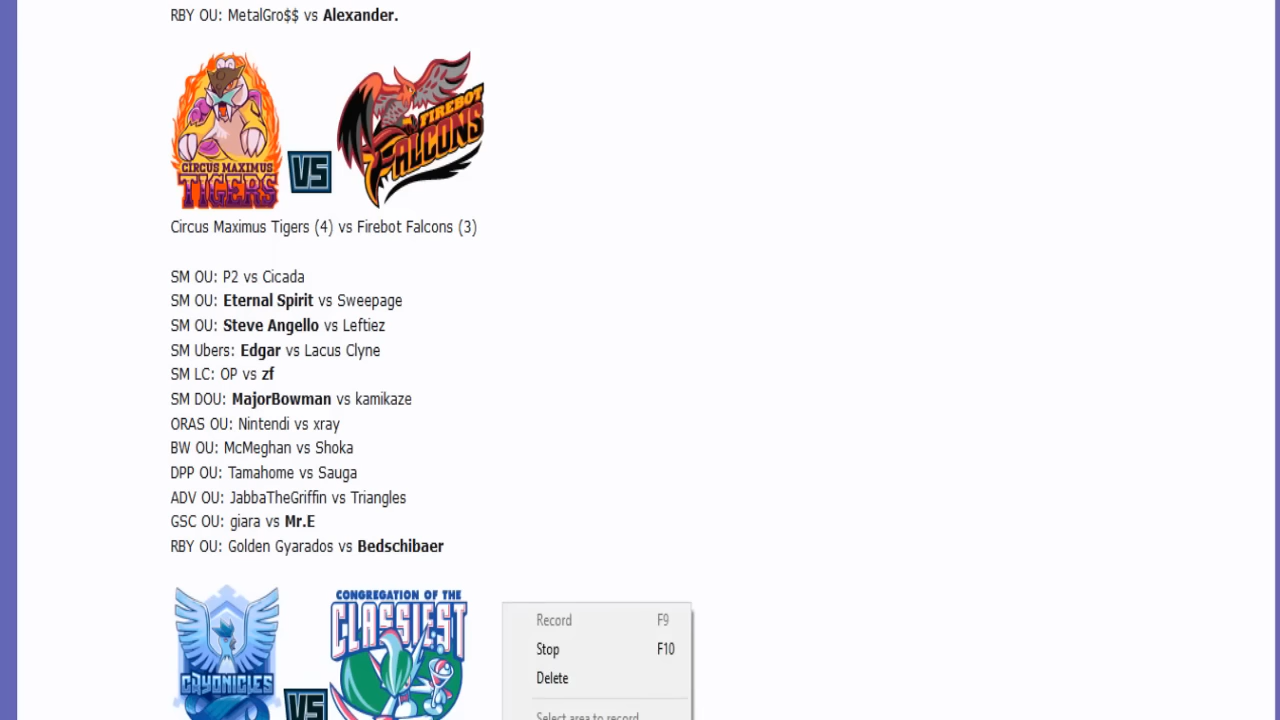 RBY OU: MetalGro$$ vs Alexander.
CIRCUS MAXIMUS
TIGERS
VS
FIREBOT
FALCONS
Circus Maximus Tigers (4) vs Firebot Falcons (3)
SM OU: P2 vs Cicada
SM OU: Eternal Spirit vs Sweepage
SM OU: Steve Angello vs Leftiez
SM Ubers: Edgar vs Lacus Clyne
SM LC: OP vs zf
SM DOU: MajorBowman vs kamikaze
ORAS OU: Nintendi vs xray
BW OU: McMeghan vs Shoka
DPP OU: Tamahome vs Sauga
ADV OU: JabbaTheGriffin vs Triangles
GSC OU: giara vs Mr.E
RBY OU: Golden Gyarados vs Bedschibaer
CRYONICLES
VS
CONGREGATION OF THE
CLASSIEST
Record F9
Stop F10
Delete
Select area to record